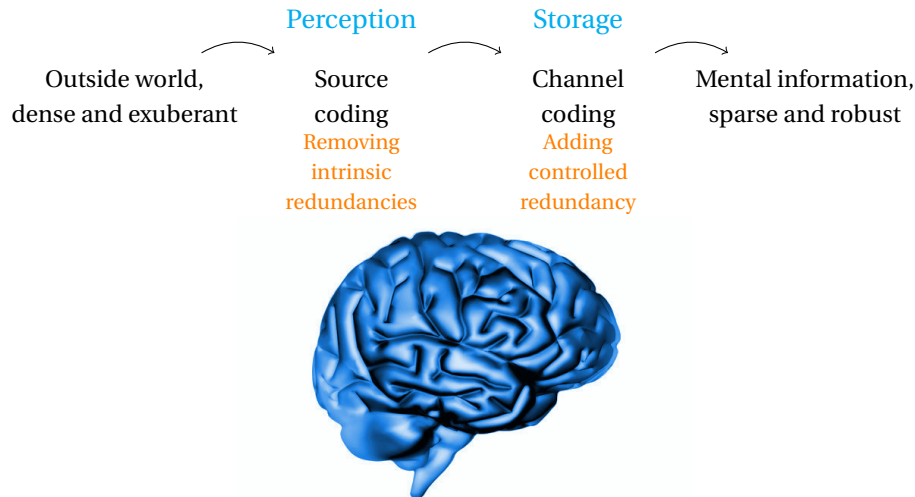 Perception
Storage
Outside world,
dense and exuberant
Source
coding
Removing
intrinsic
redundancies
Channel
coding
Adding
controlled
redundancy
Mental information,
sparse and robust